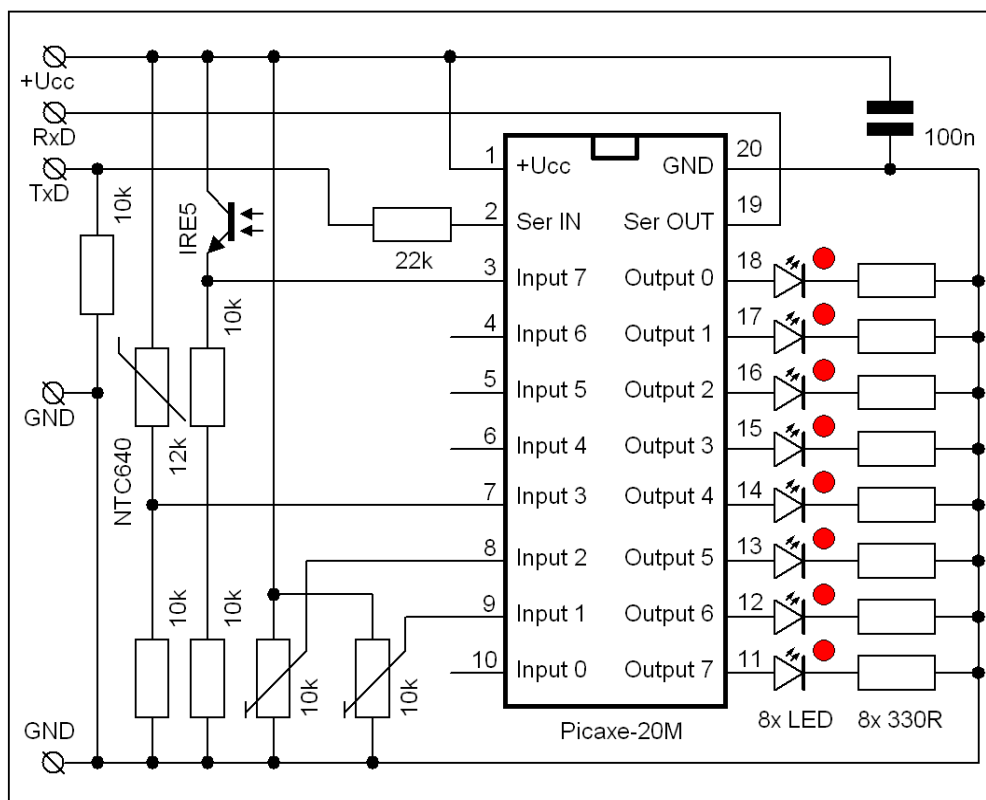 +Ucc
RxD
TxD
GND
GND
10k
IRE5
10k
22k
NTC640
12k
10k
10k
10k
10k
100n
1
+Ucc
2
Ser IN
3
Input 7
4
Input 6
5
Input 5
6
Input 4
7
Input 3
8
Input 2
9
Input 1
10
Input 0
GND
20
Ser OUT
19
Output 0
18
Output 1
17
Output 2
16
Output 3
15
Output 4
14
Output 5
13
Output 6
12
Output 7
11
Picaxe-20M
8x LED
8x 330R